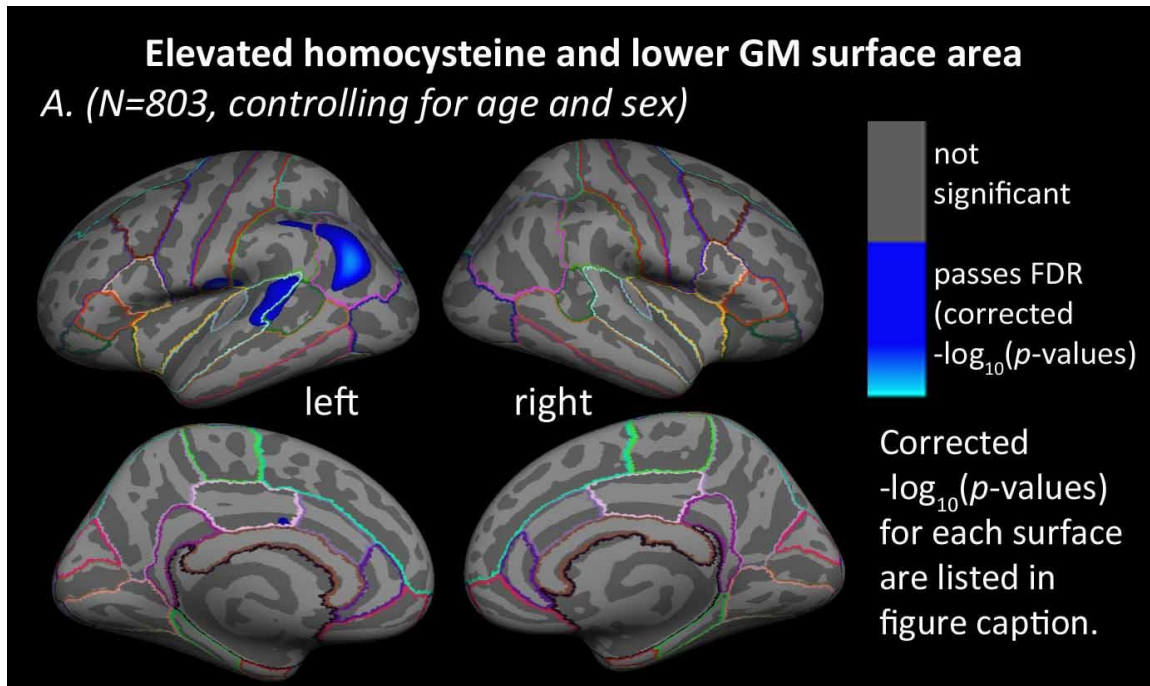 Elevated homocysteine and lower GM surface area
A. (N=803, controlling for age and sex)
not
significant
passes FDR
(corrected
-log₁₀(p-values)
left
right
Corrected
-log₁₀(p-values)
for each surface
are listed in
figure caption.